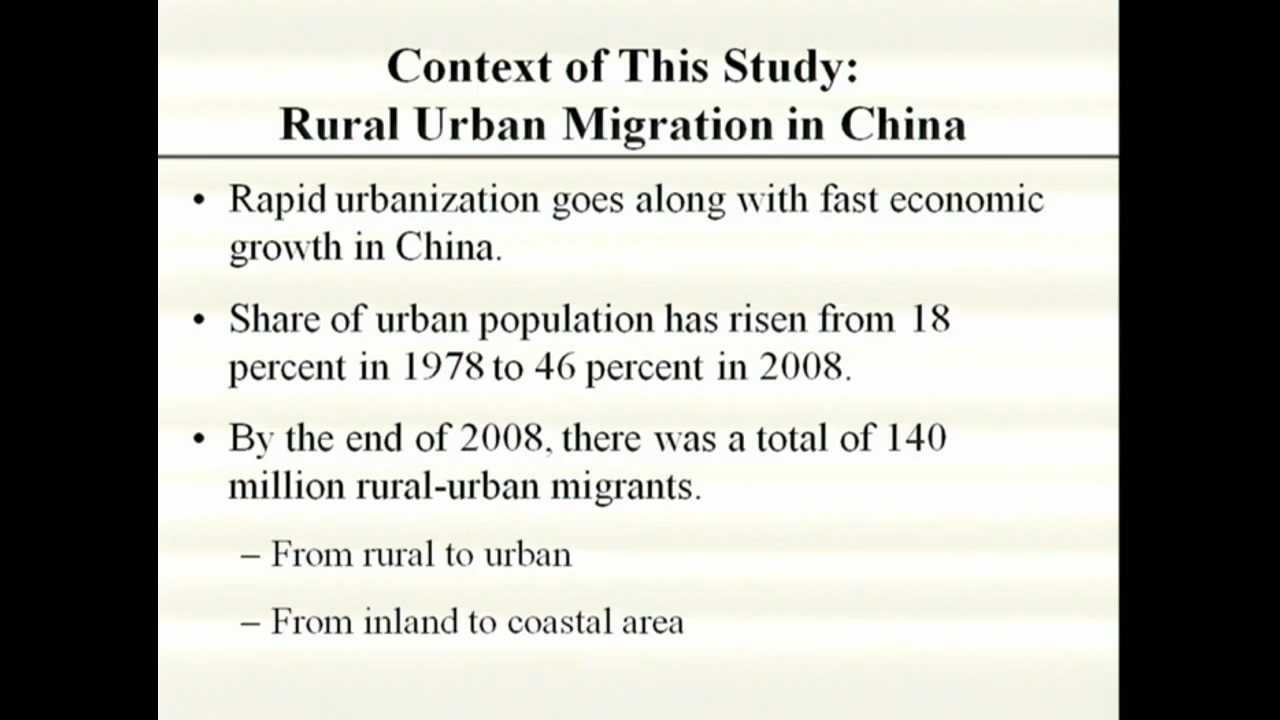 Context of This Study:
Rural Urban Migration in China
• Rapid urbanization goes along with fast economic
growth in China.
• Share of urban population has risen from 18
percent in 1978 to 46 percent in 2008.
• By the end of 2008, there was a total of 140
million rural-urban migrants.
– From rural to urban
– From inland to coastal area